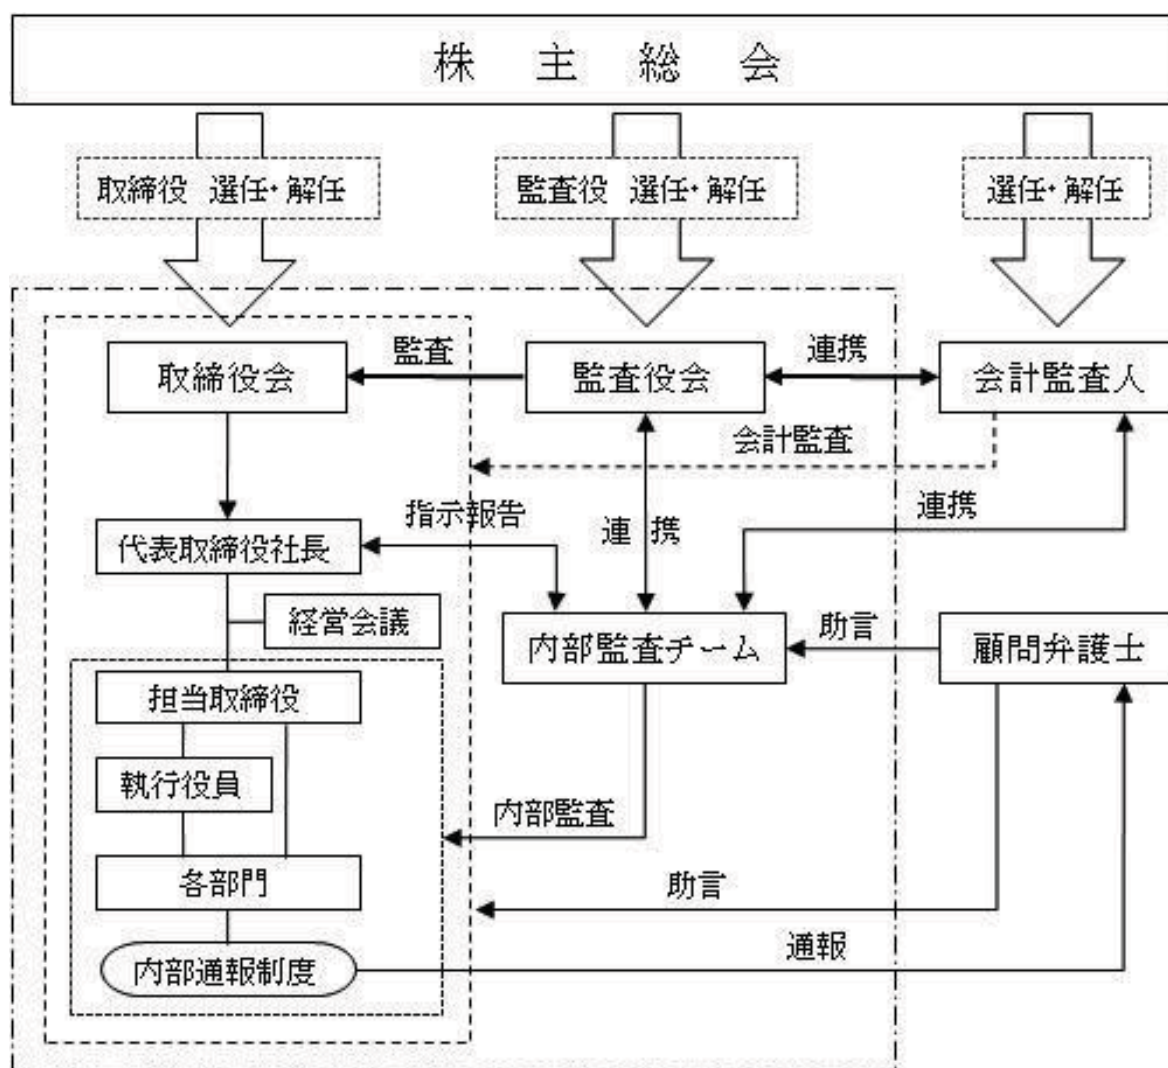 株主総会
取締役 選任・解任
監査役 選任・解任
選任・解任
取締役会
監査
監査役会
連携
会計監査人
会計監査
指示報告
連携
連携
代表取締役社長
経営会議
内部監査チーム
助言
顧問弁護士
担当取締役
執行役員
内部監査
各部門
助言
内部通報制度
通報